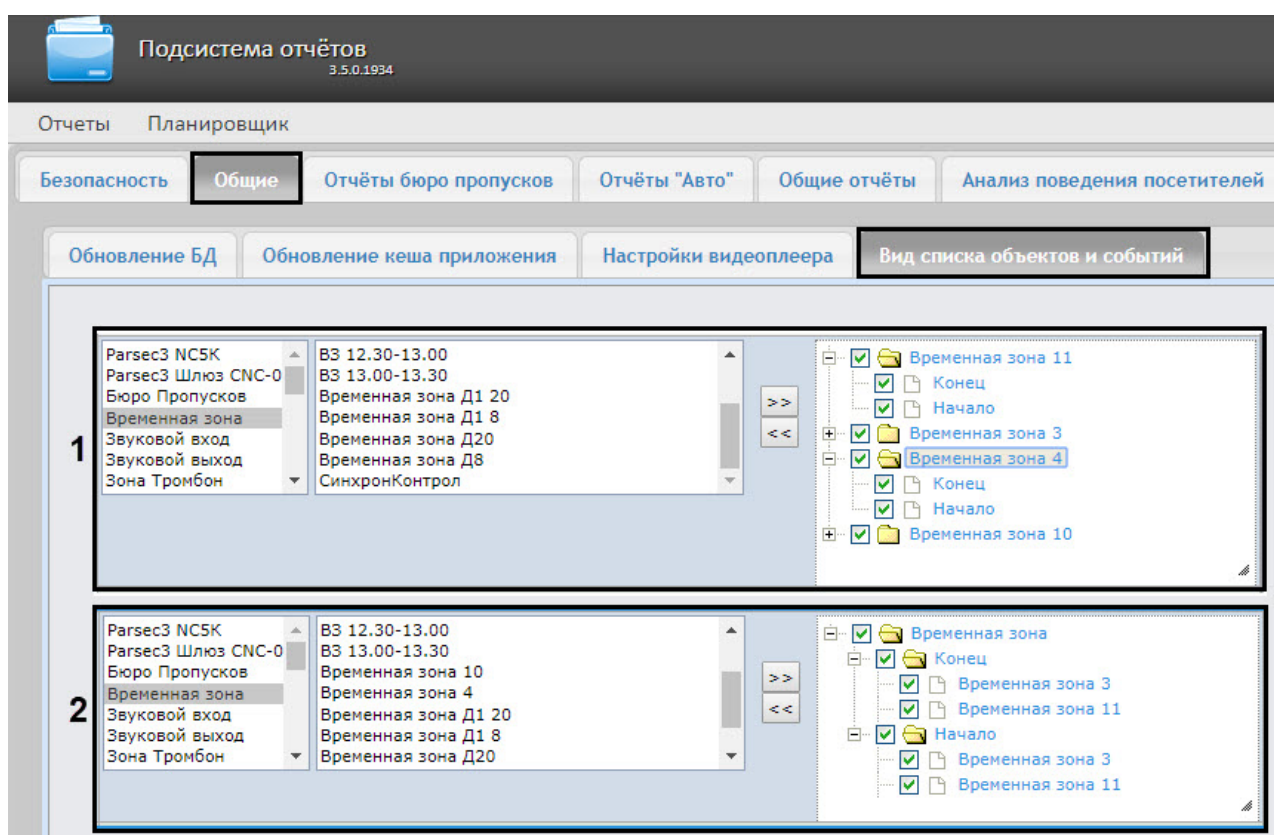 Подсистема отчётов
3.5.0.1934
Отчеты Планировщик
Безопасность Общие Отчёты бюро пропусков Отчёты "Авто" Общие отчёты Анализ поведения посетителей
Обновление БД Обновление кеша приложения Настройки видеоплеера Вид списка объектов и событий
1
Parsec3 NC5K
Parsec3 Шлюз CNC-0
Бюро Пропусков
Временная зона
Звуковой вход
Звуковой выход
Зона Тромбон
ВЗ 12.30-13.00
ВЗ 13.00-13.30
Временная зона Д1 20
Временная зона Д1 8
Временная зона Д20
Временная зона Д8
СинхронКонтрол
>>
<<
Временная зона 11
Конец
Начало
Временная зона 3
Временная зона 4
Конец
Начало
Временная зона 10
2
Parsec3 NC5K
Parsec3 Шлюз CNC-0
Бюро Пропусков
Временная зона
Звуковой вход
Звуковой выход
Зона Тромбон
ВЗ 12.30-13.00
ВЗ 13.00-13.30
Временная зона 10
Временная зона 4
Временная зона Д1 20
Временная зона Д1 8
Временная зона Д20
>>
<<
Временная зона
Конец
Временная зона 3
Временная зона 11
Начало
Временная зона 3
Временная зона 11